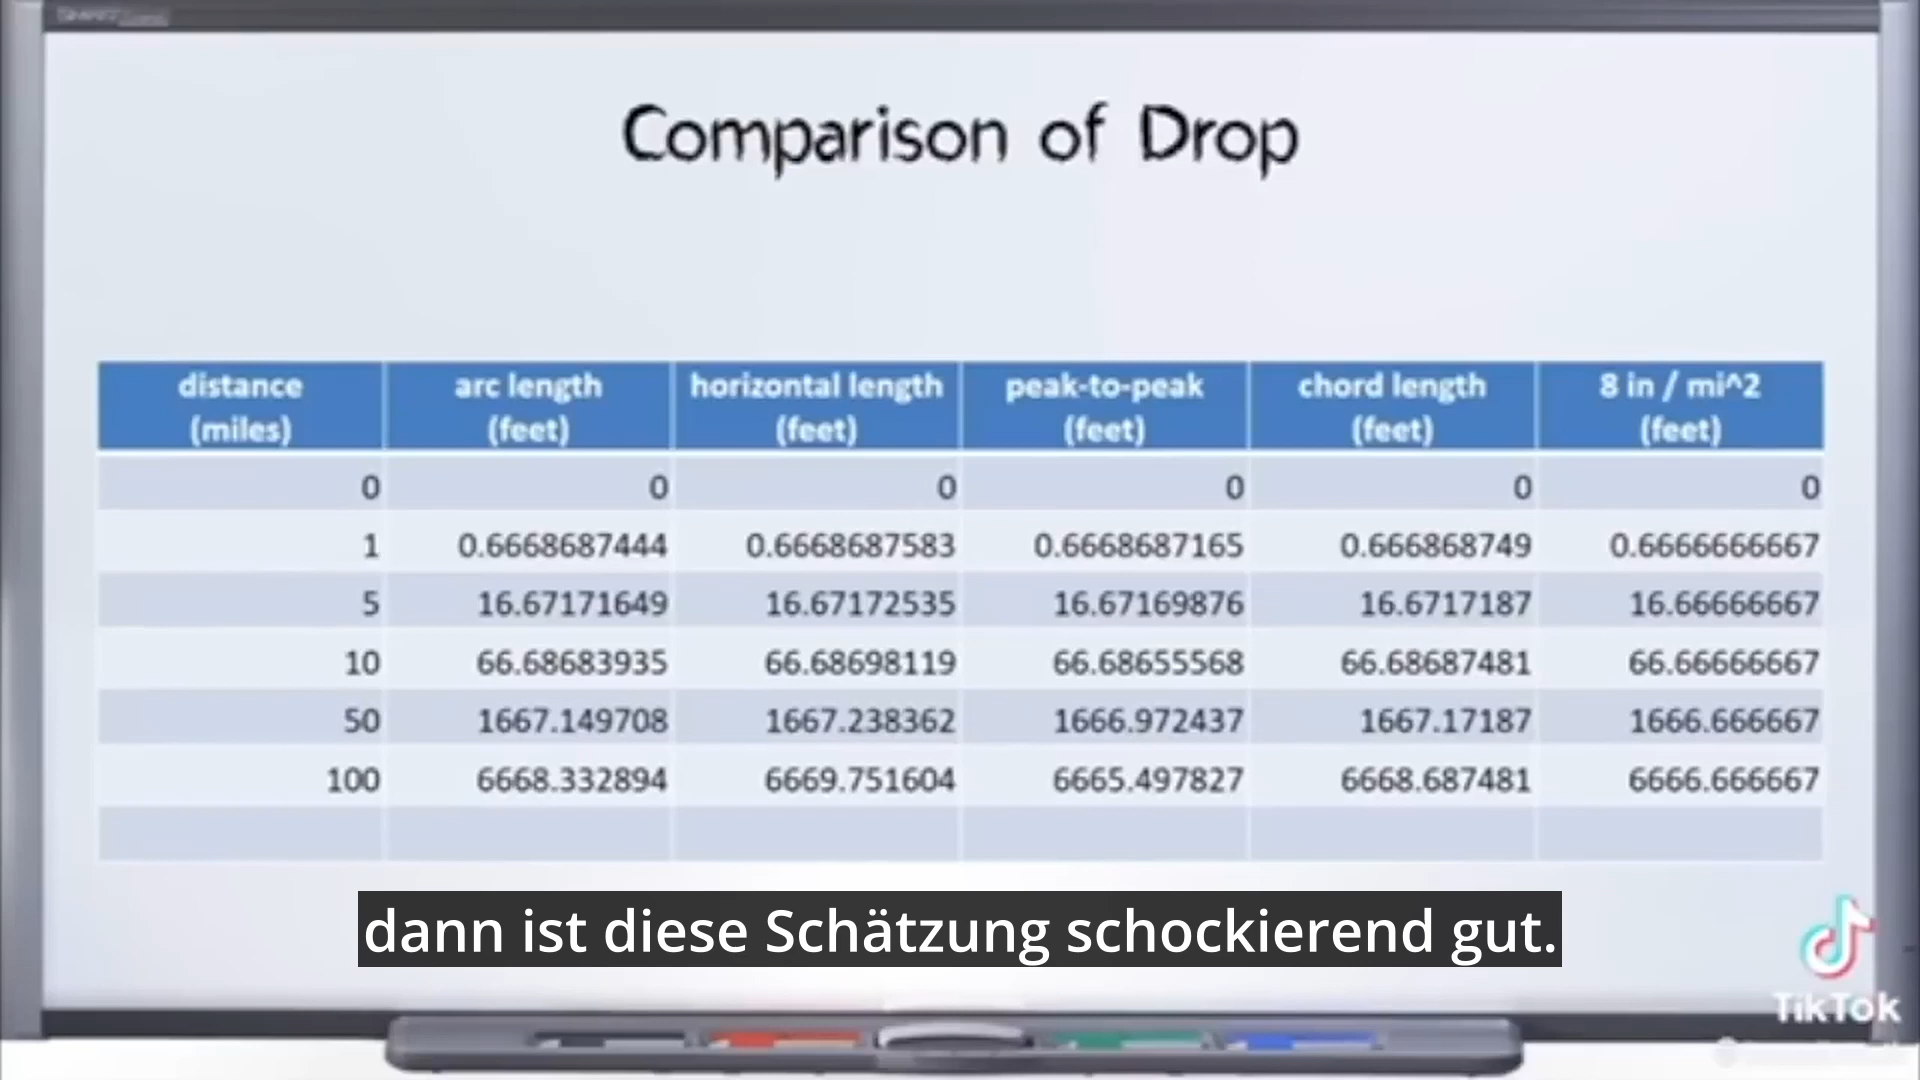 Comparison of Drop
distance arc length horizontal length peak-to-peak chord length 8 in / mi^2
(miles) (feet) (feet) (feet) (feet) (feet)
0 0 0 0 0 0
1 0.6668687444 0.6668687583 0.6668687165 0.666868749 0.6666666667
5 16.67171649 16.67172535 16.67169876 16.6717187 16.66666667
10 66.68683935 66.68698119 66.68655568 66.68687481 66.66666667
50 1667.149708 1667.238362 1666.972437 1667.17187 1666.666667
100 6668.332894 6669.751604 6665.497827 6668.687481 6666.666667
dann ist diese Schätzung schockierend gut.
TikTok